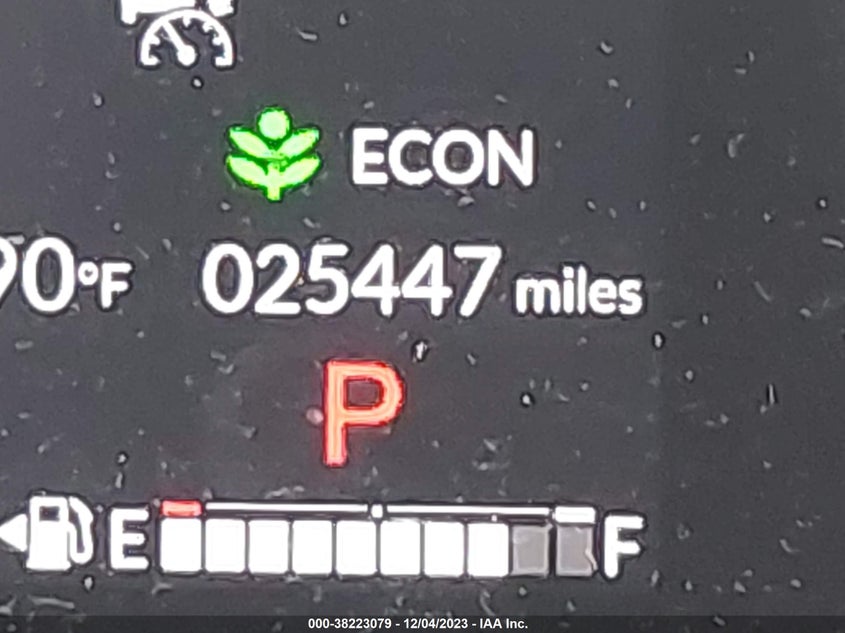 ECON
90°F 025447 miles
P
E F
000-38223079 - 12/04/2023 - IAA Inc.